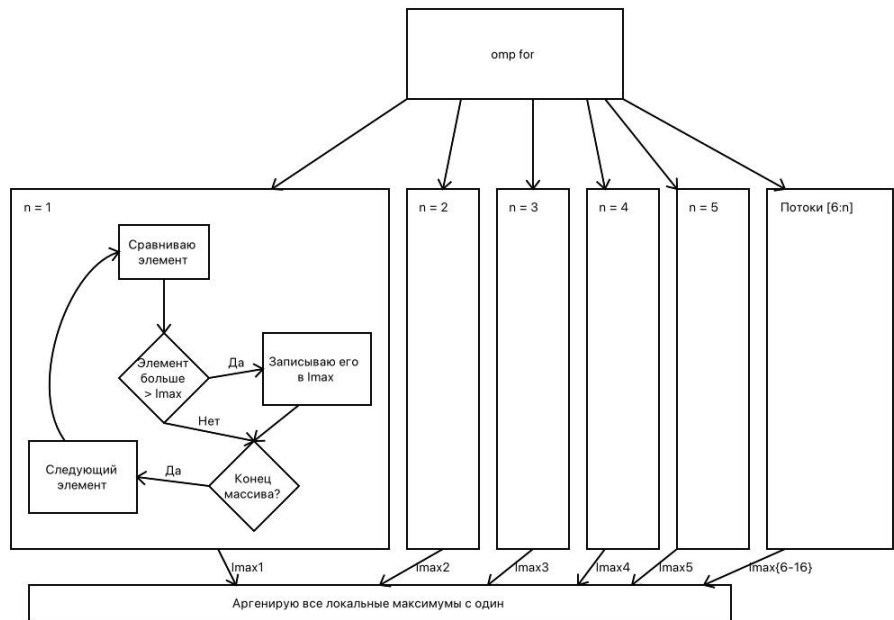 omp for
n = 1
n = 2
n = 3
n = 4
n = 5
Потоки [6:n]
Сравниваю
элемент
Элемент
больше
> lmax
Да
Записываю его
в lmax
Нет
Следующий
элемент
Да
Конец
массива?
lmax1
lmax2
lmax3
lmax4
lmax5
lmax{6-16}
Аргенирую все локальные максимумы с один